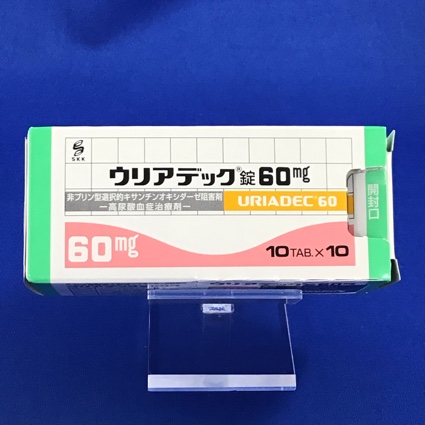 SKK
ウリアデック®錠60mg
非プリン型選択的キサンチンオキシダーゼ阻害剤
URIADEC®60
―高尿酸血症治療剤―
開封口
60mg
10TAB.×10